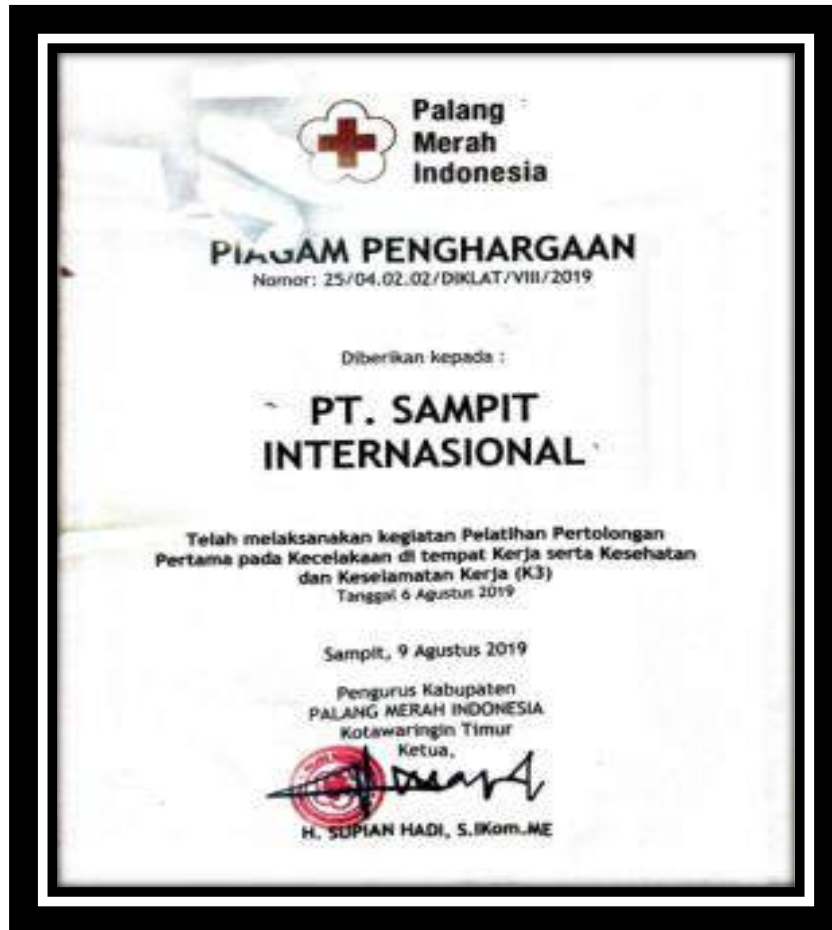 Palang
Merah
Indonesia
PIAGAM PENGHARGAAN
Nomor: 25/04.02.02/DIKLAT/VIII/2019
Diberikan kepada :
PT. SAMPIT
INTERNASIONAL
Telah melaksanakan kegiatan Pelatihan Pertolongan
Pertama pada Kecelakaan di tempat Kerja serta Kesehatan
dan Keselamatan Kerja (K3)
Tanggal 6 Agustus 2019
Sampit, 9 Agustus 2019
Pengurus Kabupaten
PALANG MERAH INDONESIA
Kotawaringin Timur
Ketua,
H. SUPIAN HADI, S.IKom.ME